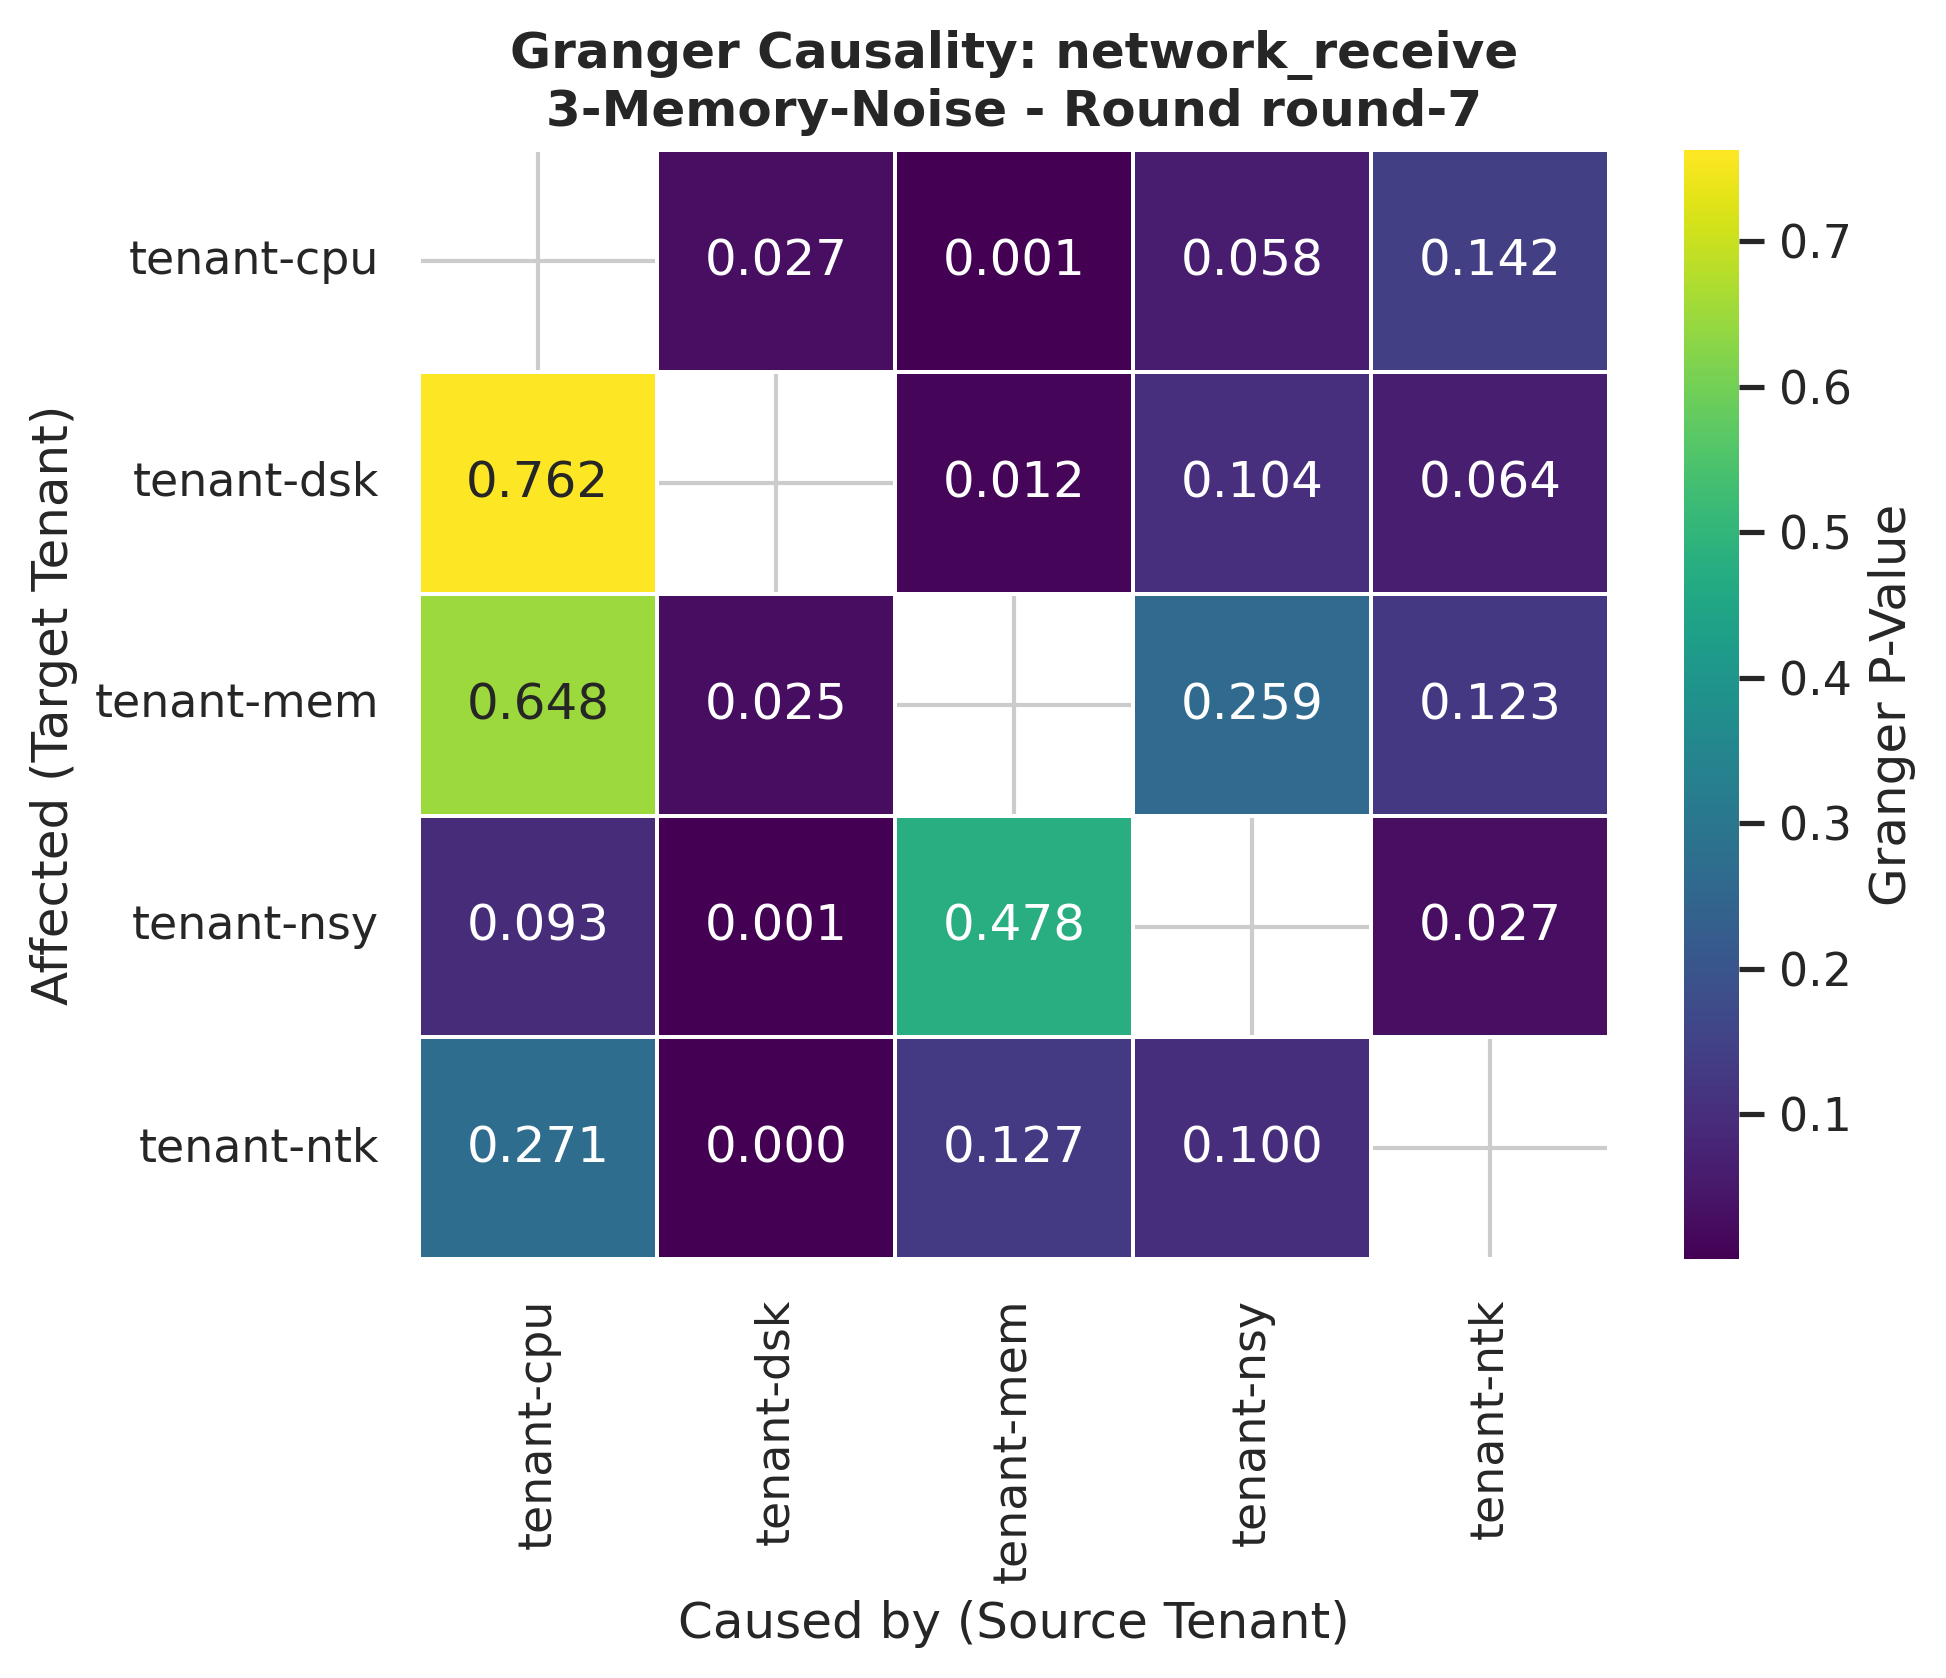 Granger Causality: network_receive
3-Memory-Noise - Round round-7
Affected (Target Tenant)
tenant-cpu 0.027 0.001 0.058 0.142
tenant-dsk 0.762 0.012 0.104 0.064
tenant-mem 0.648 0.025 0.259 0.123
tenant-nsy 0.093 0.001 0.478 0.027
tenant-ntk 0.271 0.000 0.127 0.100
tenant-cpu tenant-dsk tenant-mem tenant-nsy tenant-ntk
Caused by (Source Tenant)
0.7
0.6
0.5
0.4
0.3
0.2
0.1
Granger P-Value